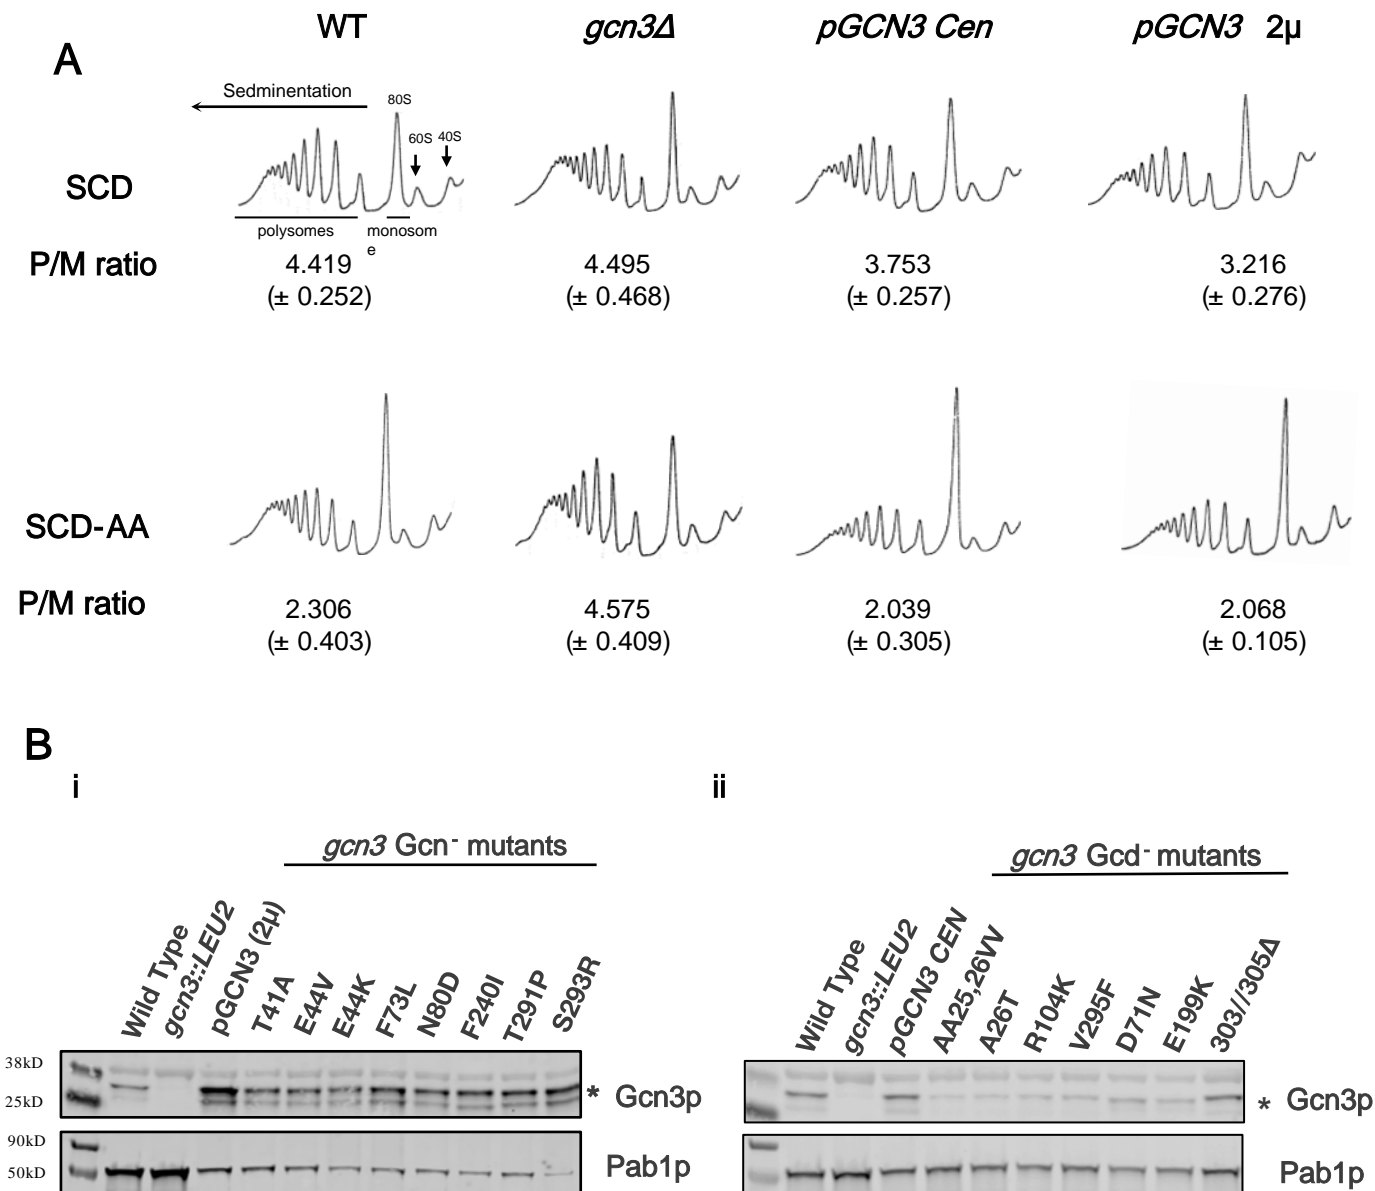 WT gcn3Δ pGCN3 Cen pGCN3 2µ
A
Sedminentation
80S
60S 40S
SCD
polysomes monosom
e
P/M ratio 4.419 4.495 3.753 3.216
(± 0.252) (± 0.468) (± 0.257) (± 0.276)
SCD-AA
P/M ratio 2.306 4.575 2.039 2.068
(± 0.403) (± 0.409) (± 0.305) (± 0.105)
B
i
gcn3 Gcn- mutants
Wild Type
gcn3::LEU2
pGCN3 (2µ)
T41A
E44V
E44K
F73L
N80D
F240I
T291P
S293R
38kD
25kD
* Gcn3p
90kD
50kD
Pab1p
ii
gcn3 Gcd- mutants
Wild Type
gcn3::LEU2
pGCN3 CEN
AA25,26VV
A26T
R104K
V295F
D71N
E199K
303//305Δ
* Gcn3p
Pab1p